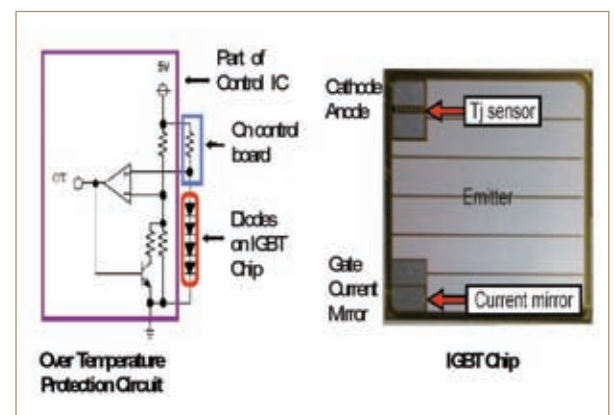 5V
Part of
Control IC
On control
board
OT
Diodes
on IGBT
Chip
Over Temperature
Protection Circuit
Cathode
Anode
Tj sensor
Emitter
Gate
Current
Mirror
Current mirror
IGBT Chip